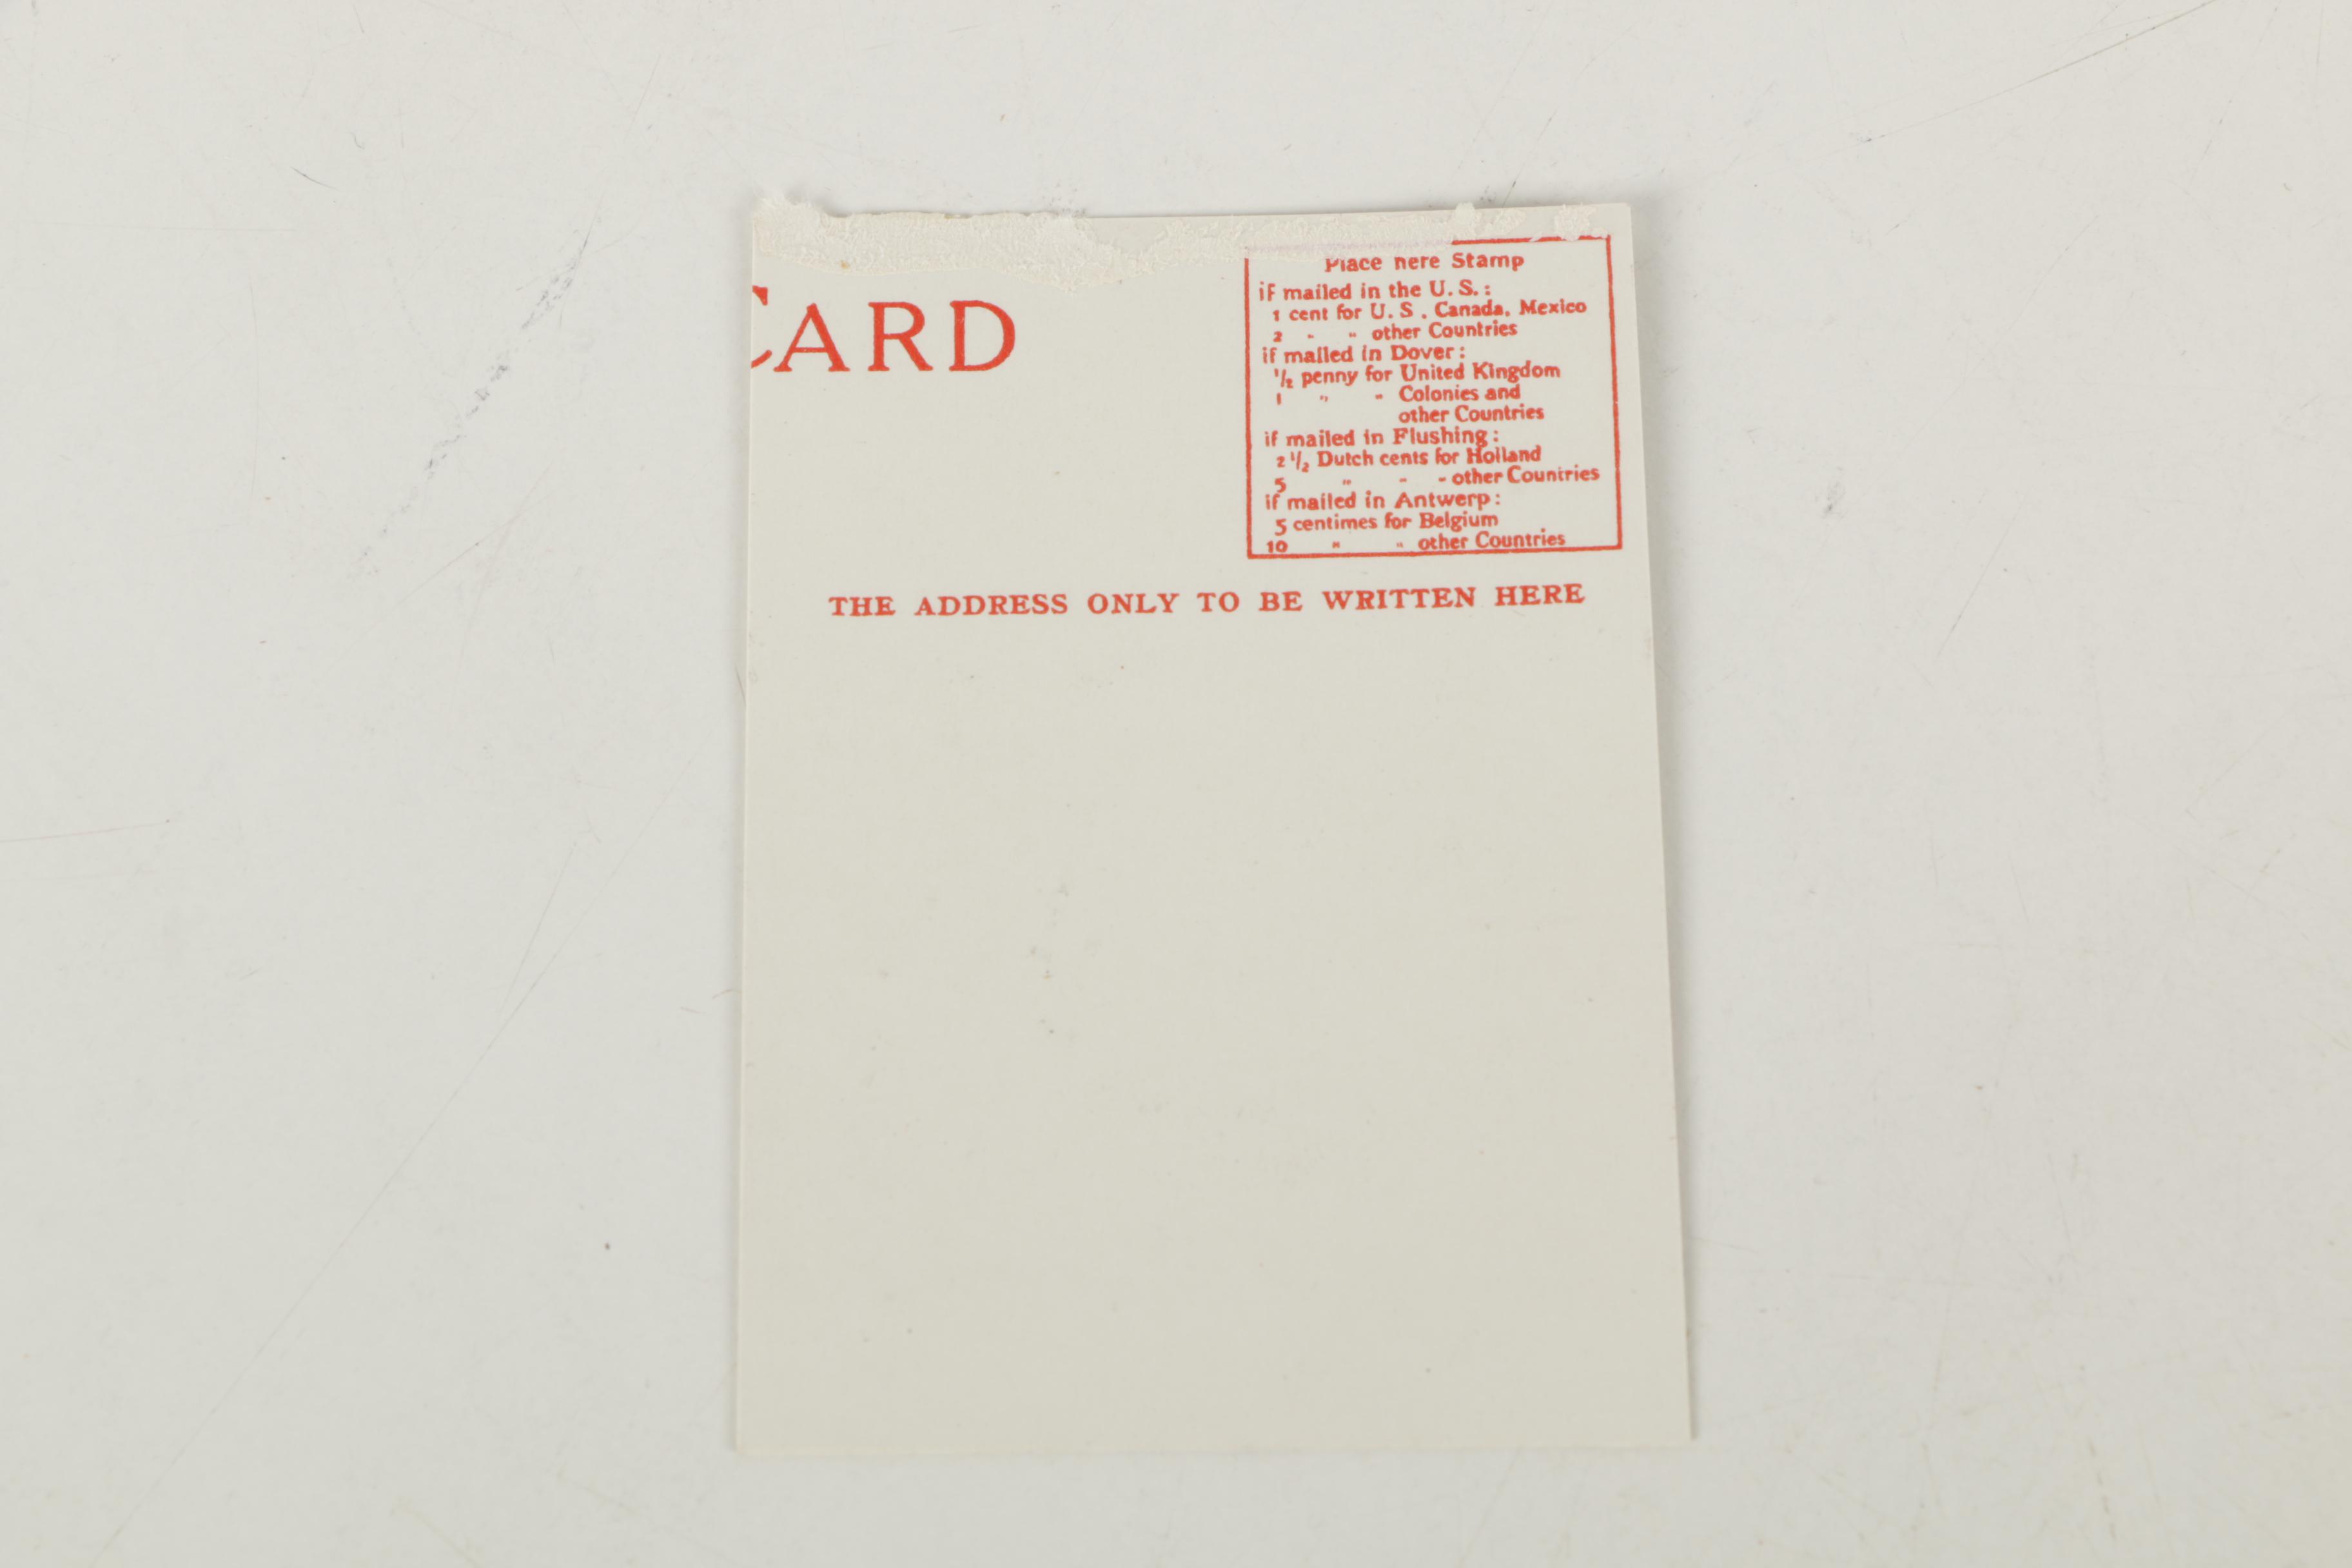 CARD
Place here Stamp
if mailed in the U. S. :
1 cent for U. S. Canada, Mexico
2 " " other Countries
if mailed in Dover :
1/2 penny for United Kingdom
1 " " Colonies and
other Countries
if mailed in Flushing :
2 1/2 Dutch cents for Holland
5 " " - other Countries
if mailed in Antwerp :
5 centimes for Belgium
10 " " other Countries
THE ADDRESS ONLY TO BE WRITTEN HERE